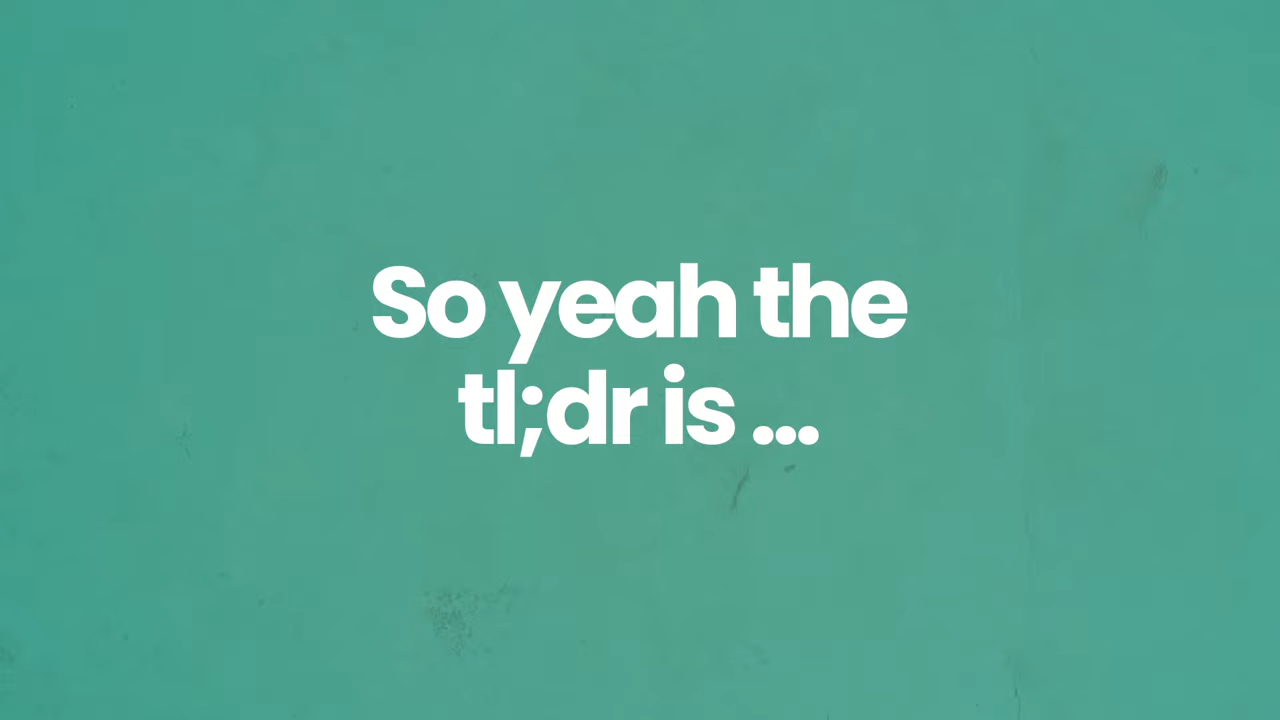 So yeah the
tl;dr is ...